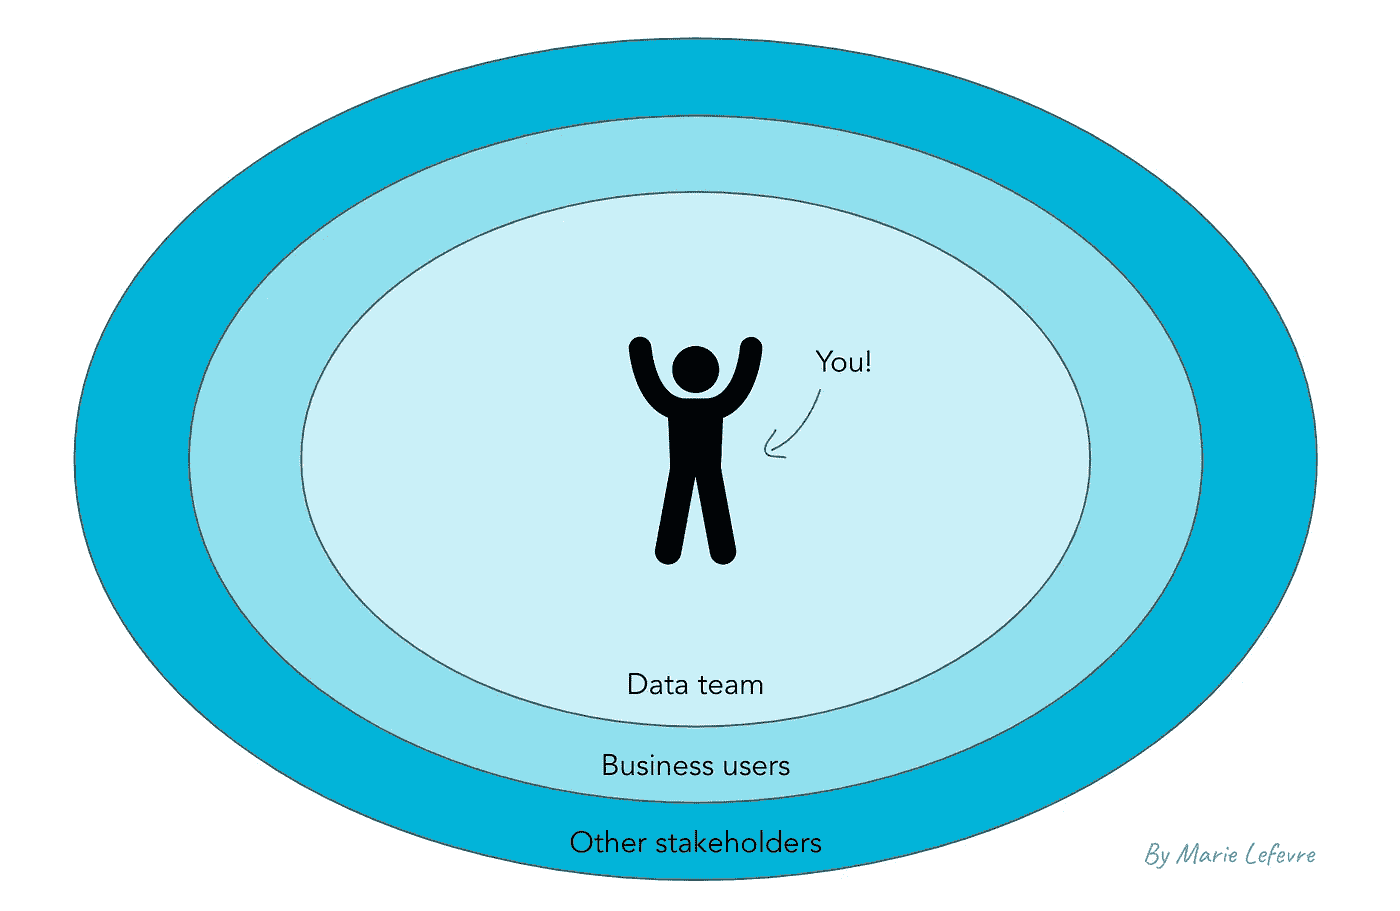 You!
Data team
Business users
Other stakeholders
By Marie Lefevre